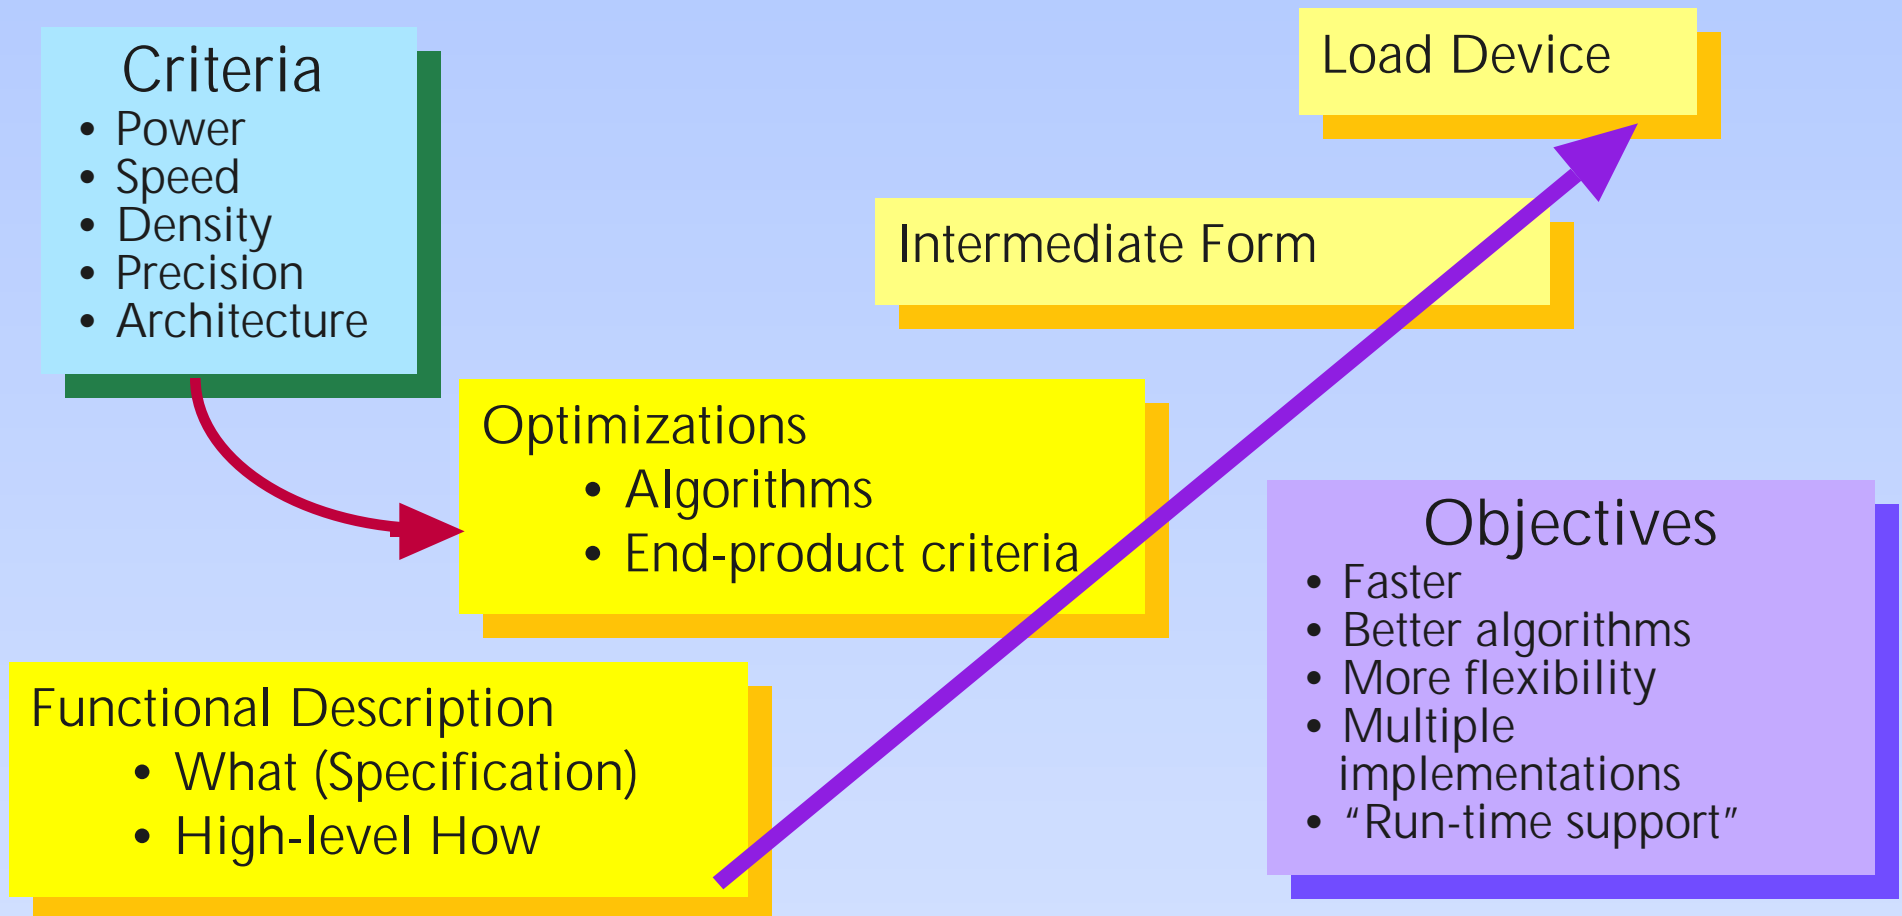 Criteria
• Power
• Speed
• Density
• Precision
• Architecture
Load Device
Intermediate Form
Optimizations
• Algorithms
• End-product criteria
Functional Description
• What (Specification)
• High-level How
Objectives
• Faster
• Better algorithms
• More flexibility
• Multiple
implementations
• “Run-time support”